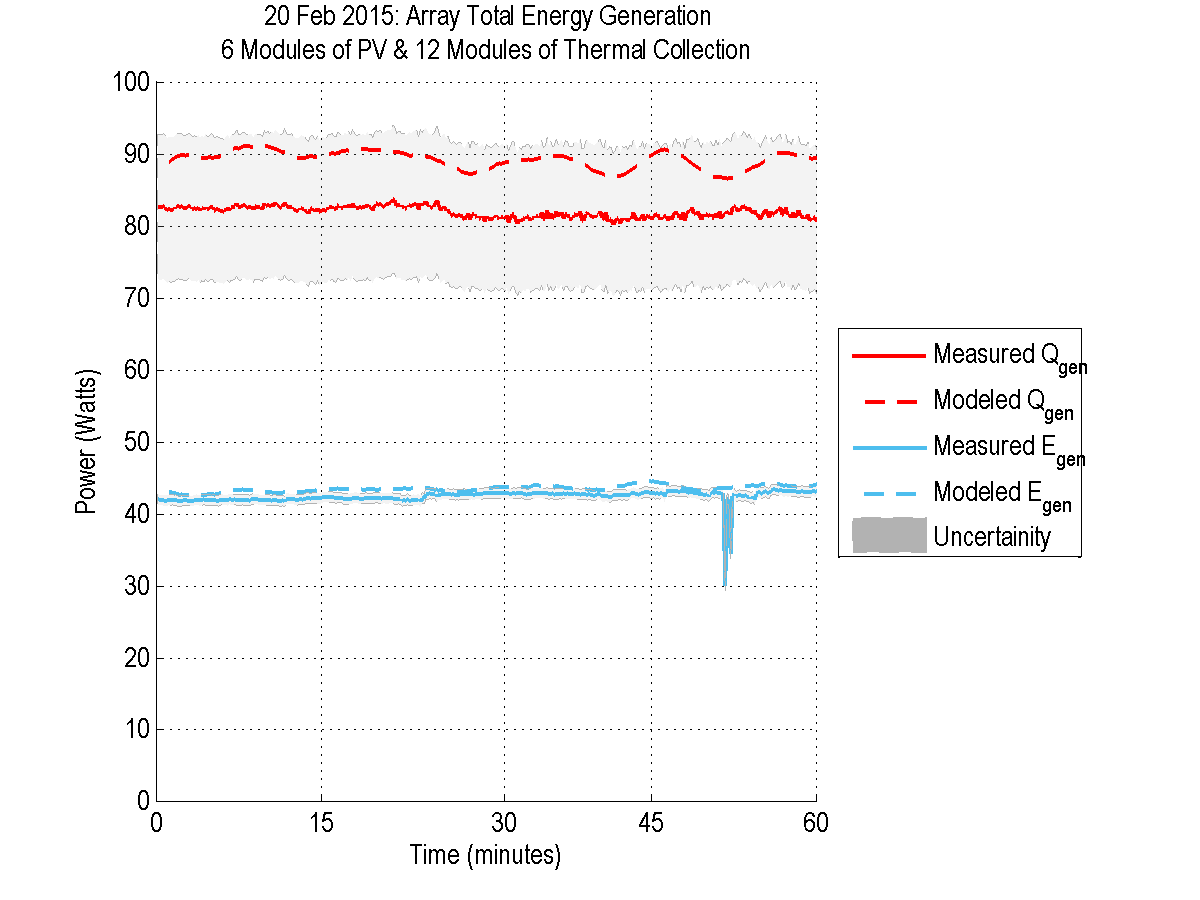 20 Feb 2015: Array Total Energy Generation
6 Modules of PV & 12 Modules of Thermal Collection
100
90
80
70
60
50
40
30
20
10
0
Power (Watts)
0 15 30 45 60
Time (minutes)
Measured Qgen
Modeled Qgen
Measured Egen
Modeled Egen
Uncertainity